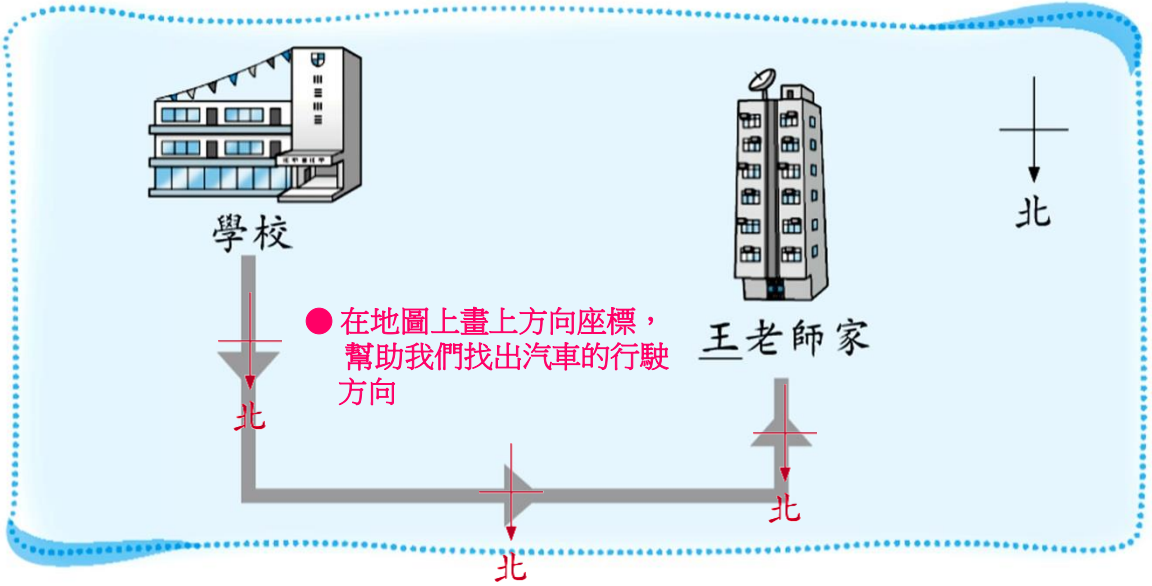 學校
北
● 在地圖上畫上方向座標，
幫助我們找出汽車的行駛
方向
王老師家
北
北
北